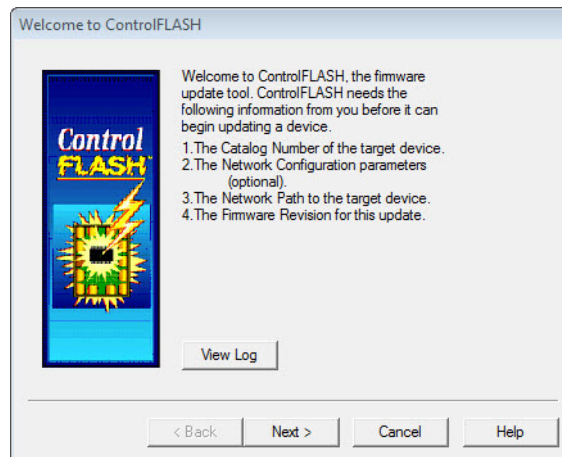 Welcome to ControlFLASH
Welcome to ControlFLASH, the firmware
update tool. ControlFLASH needs the
following information from you before it can
begin updating a device.
1.The Catalog Number of the target device.
2.The Network Configuration parameters
(optional).
3.The Network Path to the target device.
4.The Firmware Revision for this update.
Control
FLASH™
View Log
< Back
Next >
Cancel
Help